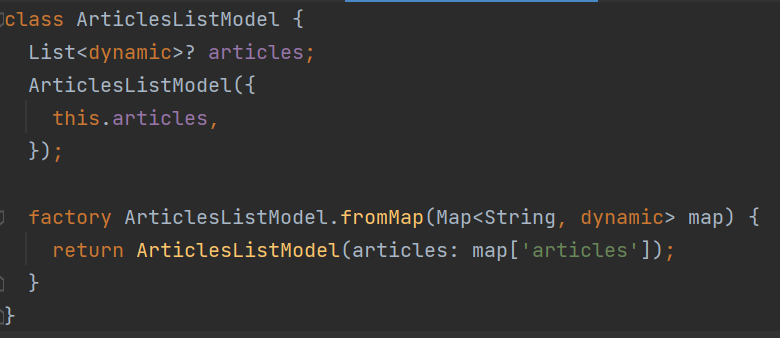 class ArticlesListModel {
  List<dynamic>? articles;
  ArticlesListModel({
    this.articles,
  });

  factory ArticlesListModel.fromMap(Map<String, dynamic> map) {
    return ArticlesListModel(articles: map['articles']);
  }
}